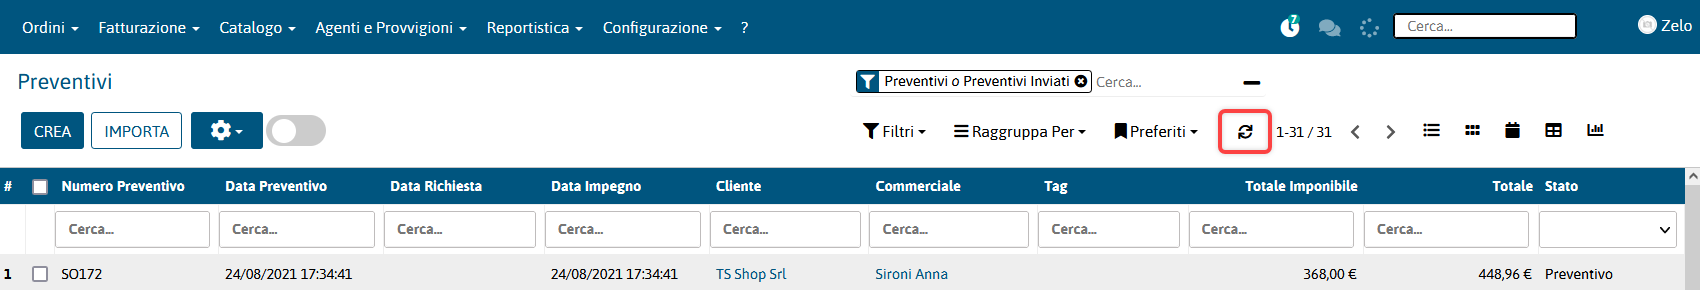 Ordini Fatturazione Catalogo Agenti e Provvigioni Reportistica Configurazione ? 7 Cerca... Zelo
Preventivi Preventivi o Preventivi Inviati Cerca...
CREA IMPORTA Filtri Raggruppa Per Preferiti 1-31 / 31
# Numero Preventivo Data Preventivo Data Richiesta Data Impegno Cliente Commerciale Tag Totale Imponibile Totale Stato
Cerca... Cerca... Cerca... Cerca... Cerca... Cerca... Cerca... Cerca... Cerca...
1 SO172 24/08/2021 17:34:41 24/08/2021 17:34:41 TS Shop Srl Sironi Anna 368,00 € 448,96 € Preventivo